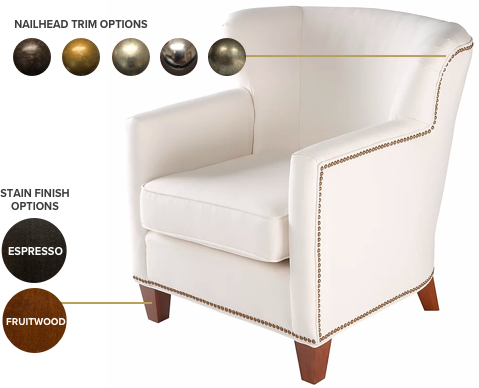 NAILHEAD TRIM OPTIONS
STAIN FINISH
OPTIONS
ESPRESSO
FRUITWOOD